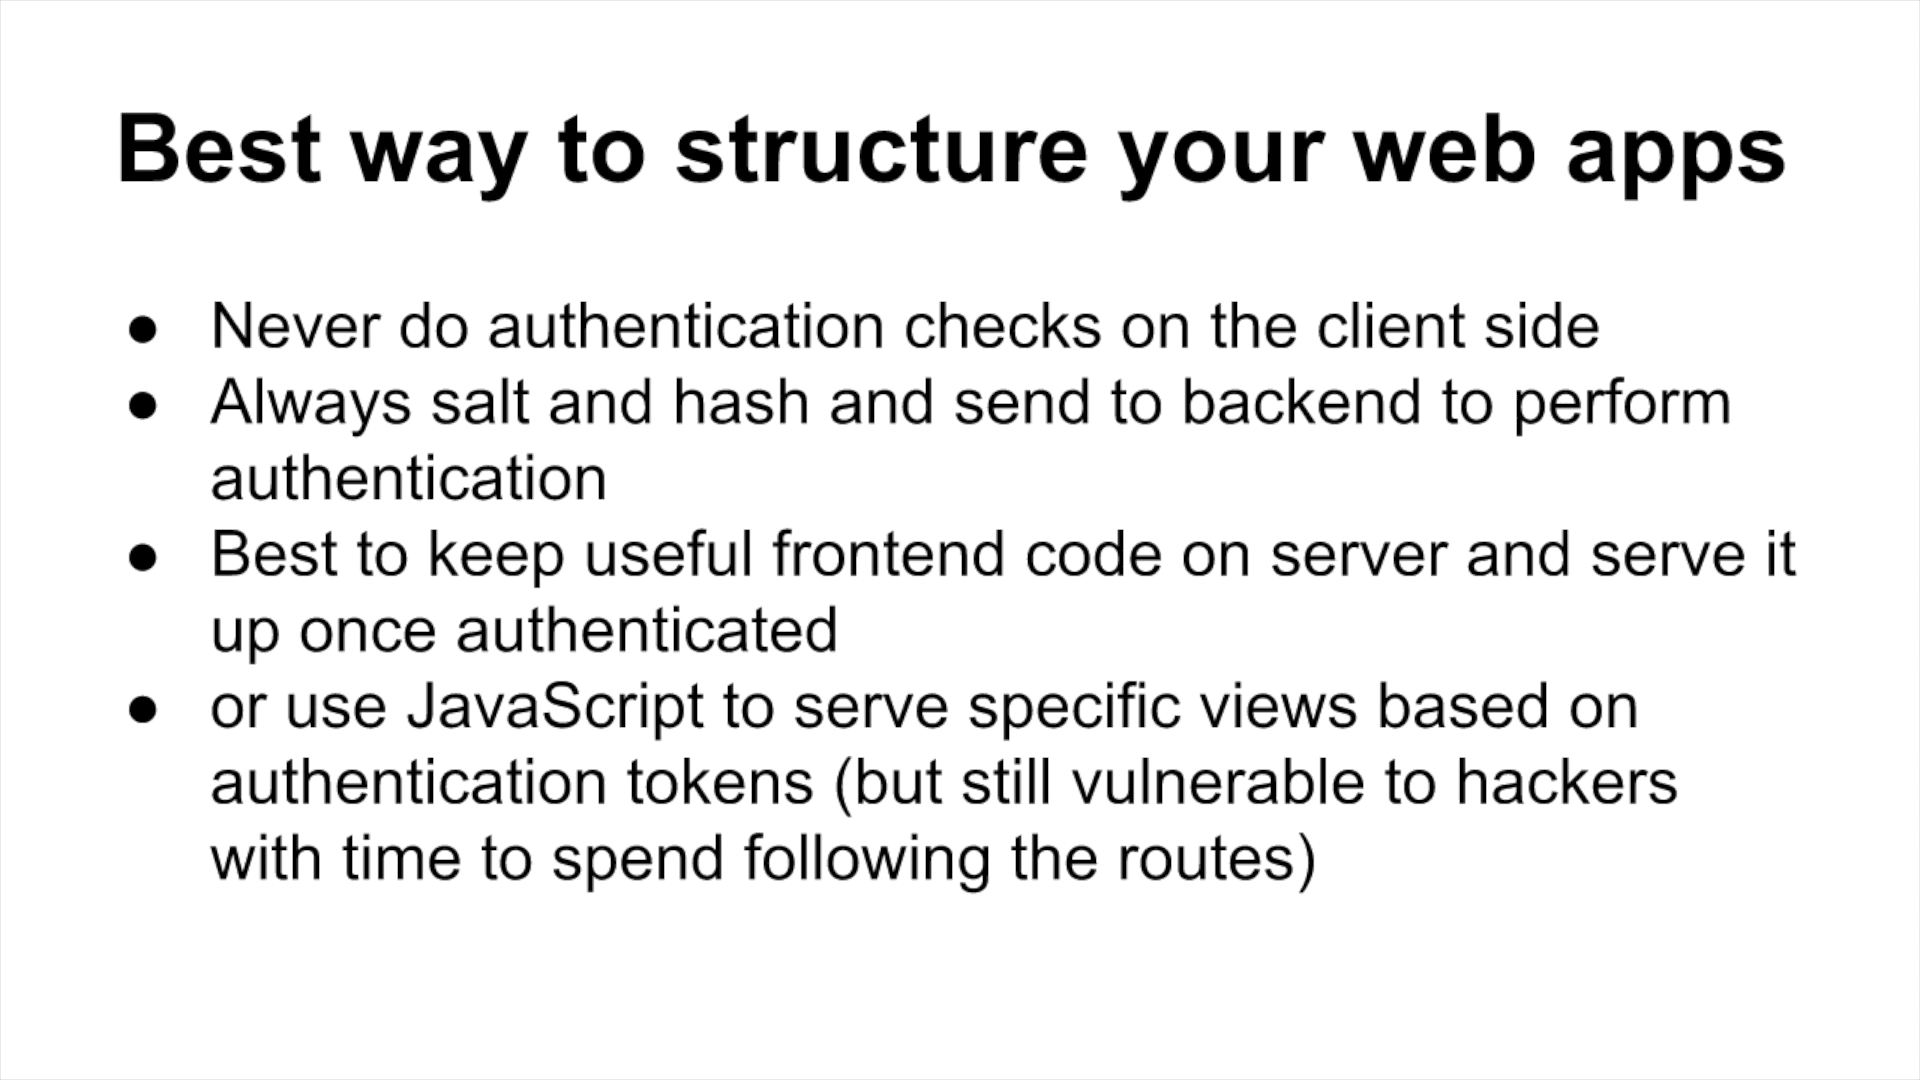 Best way to structure your web apps
● Never do authentication checks on the client side
● Always salt and hash and send to backend to perform
authentication
● Best to keep useful frontend code on server and serve it
up once authenticated
● or use JavaScript to serve specific views based on
authentication tokens (but still vulnerable to hackers
with time to spend following the routes)